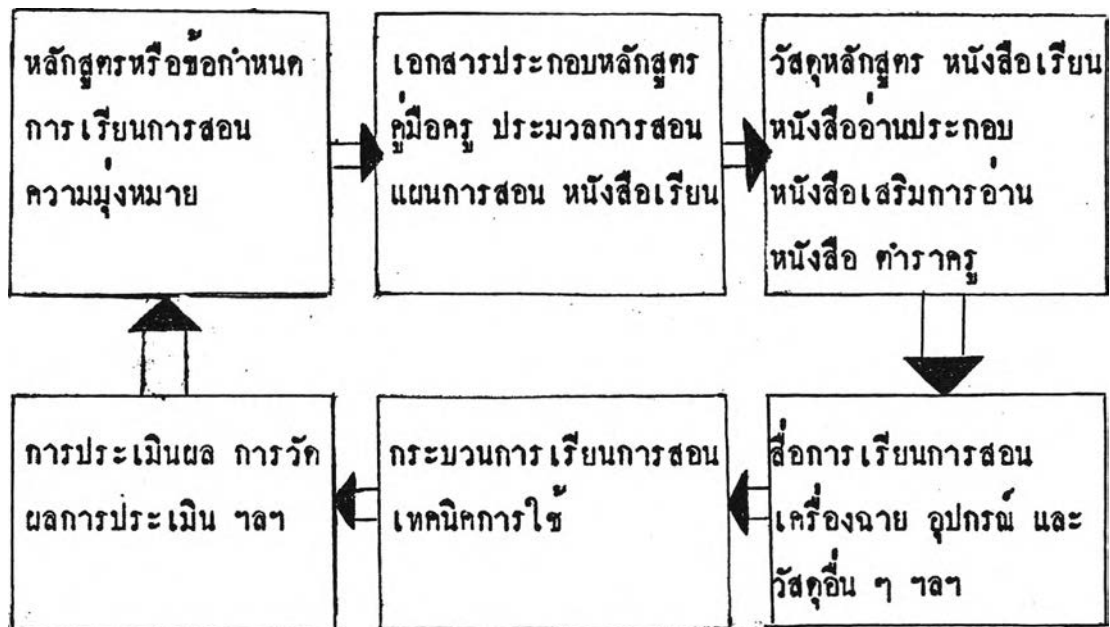 หลักสูตรหรือข้อกำหนด
การเรียนการสอน
ความมุ่งหมาย
เอกสารประกอบหลักสูตร
คู่มือครู ประมวลการสอน
แผนการสอน หนังสือเรียน
วัสดุหลักสูตร หนังสือเรียน
หนังสืออ่านประกอบ
หนังสือเสริมการอ่าน
หนังสือ ตำราครู
สื่อการเรียนการสอน
เครื่องฉาย อุปกรณ์ และ
วัสดุอื่น ๆ ฯลฯ
กระบวนการเรียนการสอน
เทคนิคการใช้
การประเมินผล การวัด
ผลการประเมิน ฯลฯ